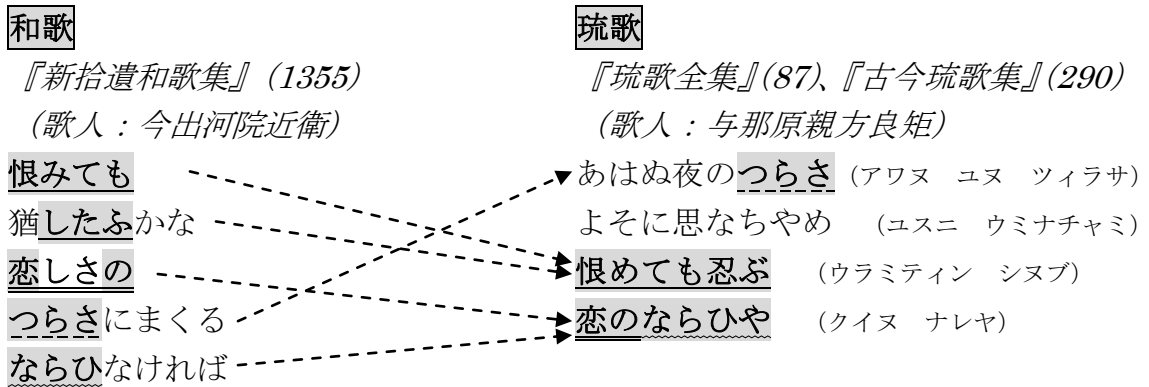 和歌
『新拾遺和歌集』(1355)
（歌人：今出河院近衛）
恨みても
猶したふかな
恋しさの
つらさにまくる
ならひなければ
琉歌
『琉歌全集』(87)、『古今琉歌集』(290)
（歌人：与那原親方良矩）
あはぬ夜のつらさ（アワヌ　ユヌ　ツィラサ）
よそに思なちやめ　（ユスニ　ウミナチャミ）
恨めても忍ぶ　（ウラミティン　シヌブ）
恋のならひや　（クイヌ　ナレヤ）